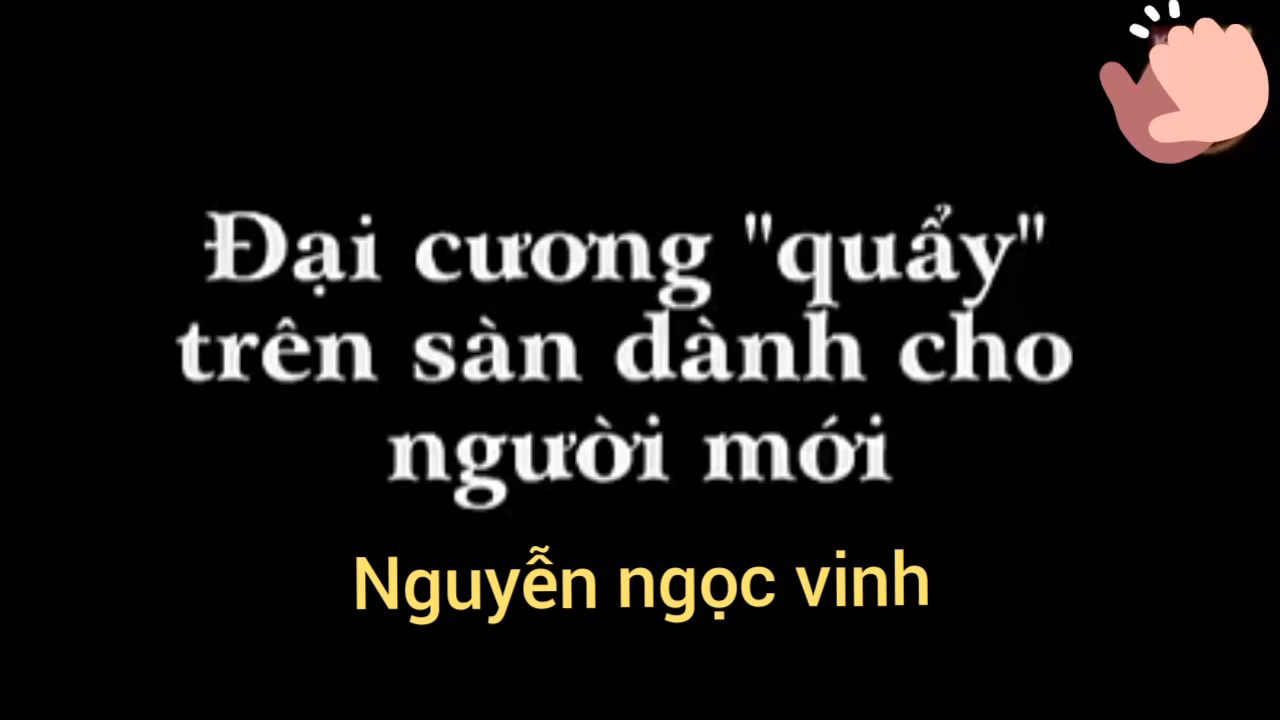 Đại cương "quẩy"
trên sàn dành cho
người mới
Nguyễn ngọc vinh